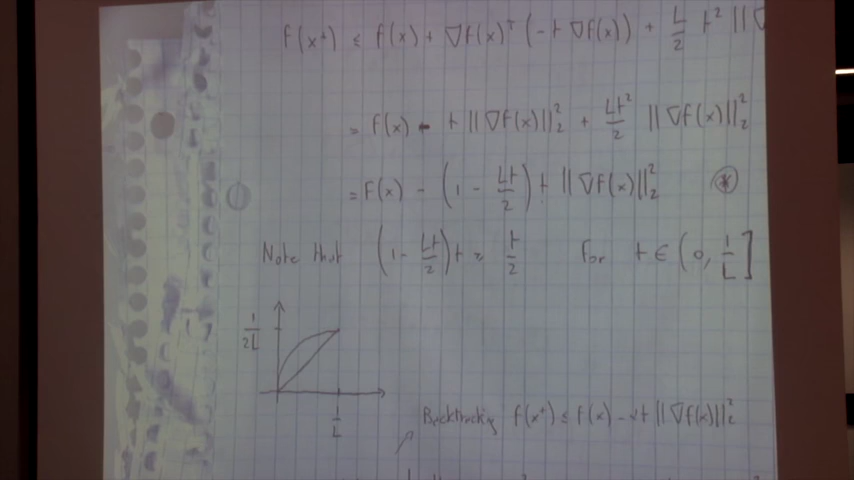 f(x⁺) ≤ f(x) + ∇f(x)ᵀ (-t ∇f(x)) + L/2 t² ||∇
= f(x) - t ||∇f(x)||₂² + Lt²/2 ||∇f(x)||₂²
= F(x) - (1 - Lt/2) t ||∇f(x)||₂² ⊛
Note that (1 - Lt/2) t ≥ t/2 for t ∈ (0, 1/L]
1/2L
1/L
Backtracking f(x⁺) ≤ f(x) - αt ||∇f(x)||₂²